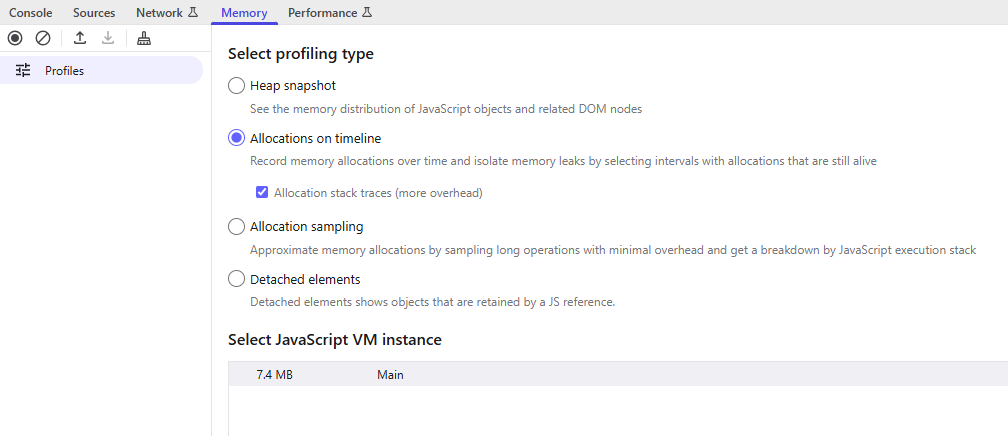 Console Sources Network Memory Performance
Profiles
Select profiling type
Heap snapshot
See the memory distribution of JavaScript objects and related DOM nodes
Allocations on timeline
Record memory allocations over time and isolate memory leaks by selecting intervals with allocations that are still alive
Allocation stack traces (more overhead)
Allocation sampling
Approximate memory allocations by sampling long operations with minimal overhead and get a breakdown by JavaScript execution stack
Detached elements
Detached elements shows objects that are retained by a JS reference.
Select JavaScript VM instance
7.4 MB Main